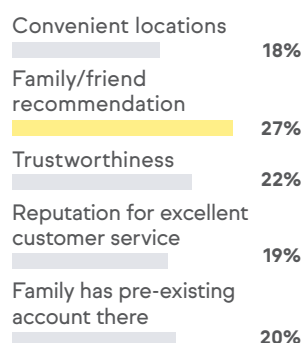 Convenient locations
18%
Family/friend
recommendation
27%
Trustworthiness
22%
Reputation for excellent
customer service
19%
Family has pre-existing
account there
20%